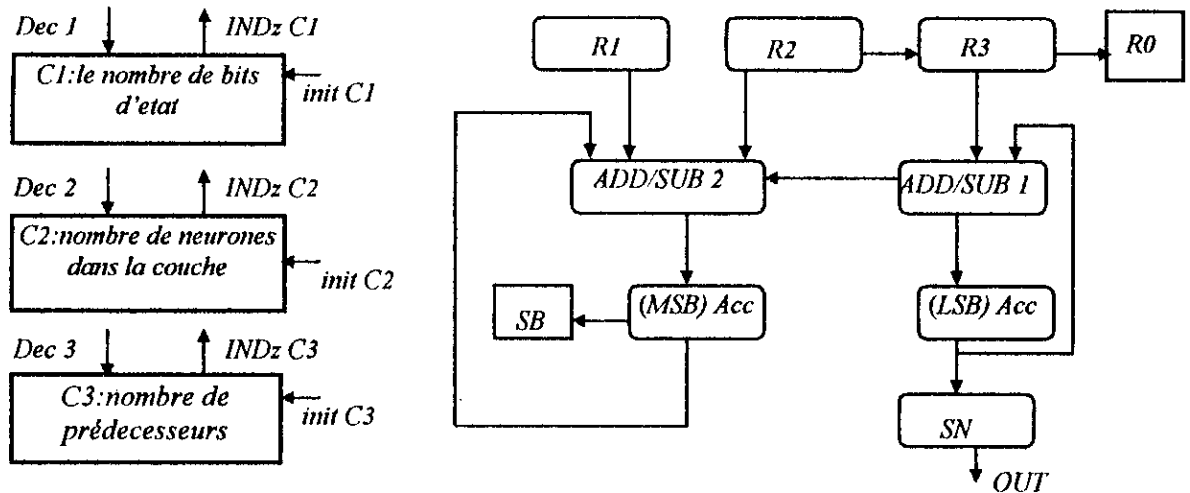 Dec 1
INDz C1
C1:le nombre de bits
d'etat
init C1
Dec 2
INDz C2
C2:nombre de neurones
dans la couche
init C2
Dec 3
INDz C3
C3:nombre de
prédecesseurs
init C3
R1
R2
R3
R0
ADD/SUB 2
ADD/SUB 1
SB
(MSB) Acc
(LSB) Acc
SN
OUT